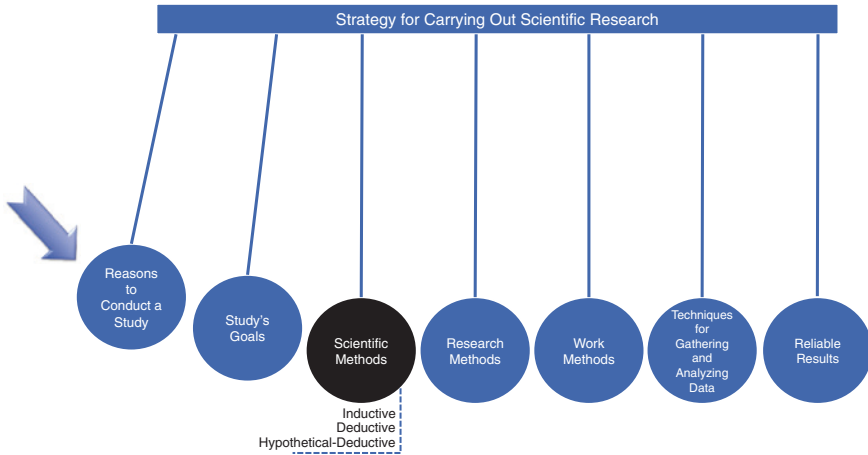 Strategy for Carrying Out Scientific Research
Reasons
to
Conduct a
Study
Study's
Goals
Scientific
Methods
Research
Methods
Work
Methods
Techniques
for
Gathering
and
Analyzing
Data
Reliable
Results
Inductive
Deductive
Hypothetical-Deductive